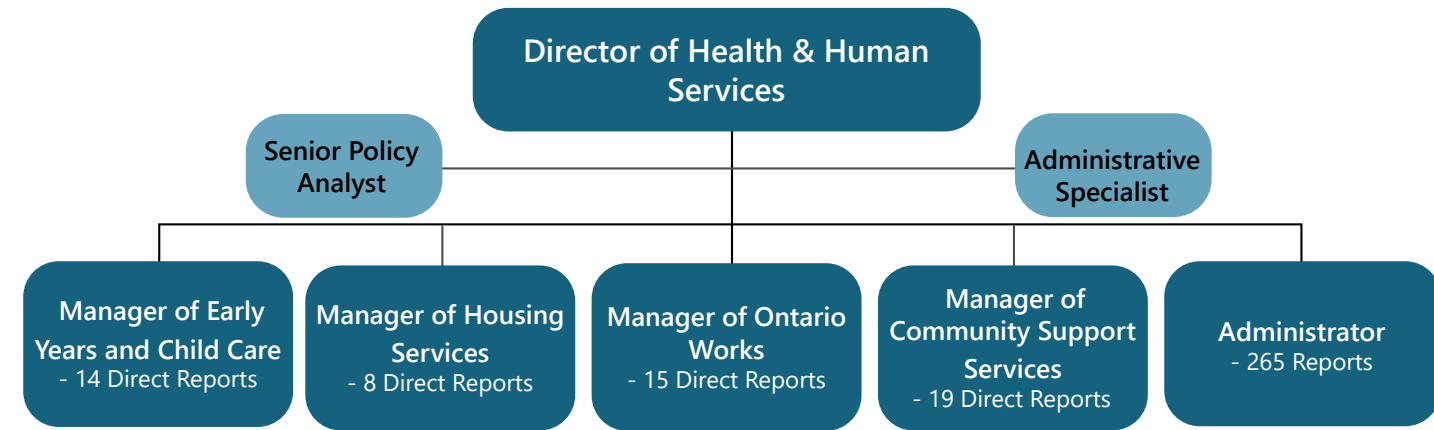 Director of Health & Human
Services
Senior Policy
Analyst
Administrative
Specialist
Manager of Early
Years and Child Care
- 14 Direct Reports
Manager of Housing
Services
- 8 Direct Reports
Manager of Ontario
Works
- 15 Direct Reports
Manager of
Community Support
Services
- 19 Direct Reports
Administrator
- 265 Reports